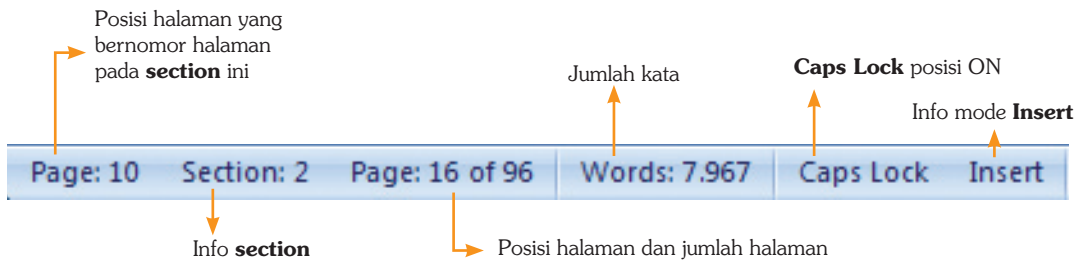 Posisi halaman yang
bernomor halaman
pada section ini
Jumlah kata
Caps Lock posisi ON
Info mode Insert
Page: 10 Section: 2 Page: 16 of 96 Words: 7.967 Caps Lock Insert
Info section
Posisi halaman dan jumlah halaman